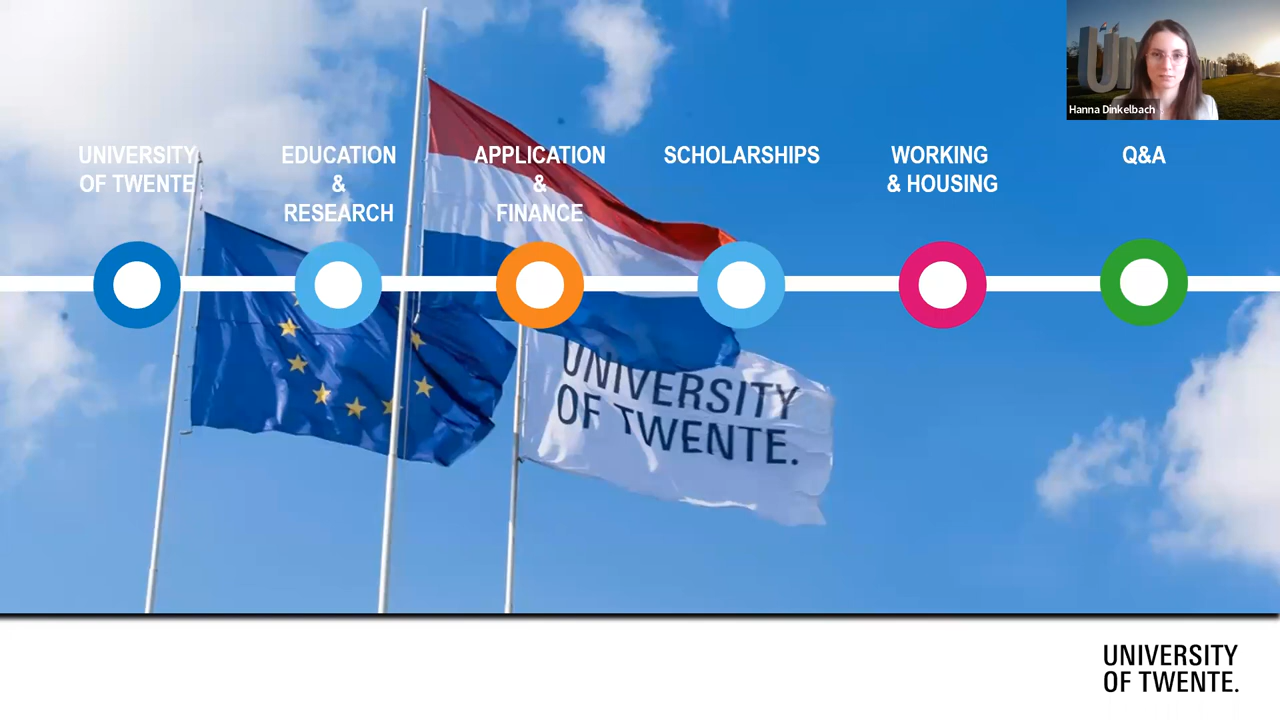 Hanna Dinkelbach
UNIVERSITY
OF TWENTE
EDUCATION
&
RESEARCH
APPLICATION
&
FINANCE
SCHOLARSHIPS
WORKING
& HOUSING
Q&A
UNIVERSITY
OF TWENTE.
UNIVERSITY
OF TWENTE.